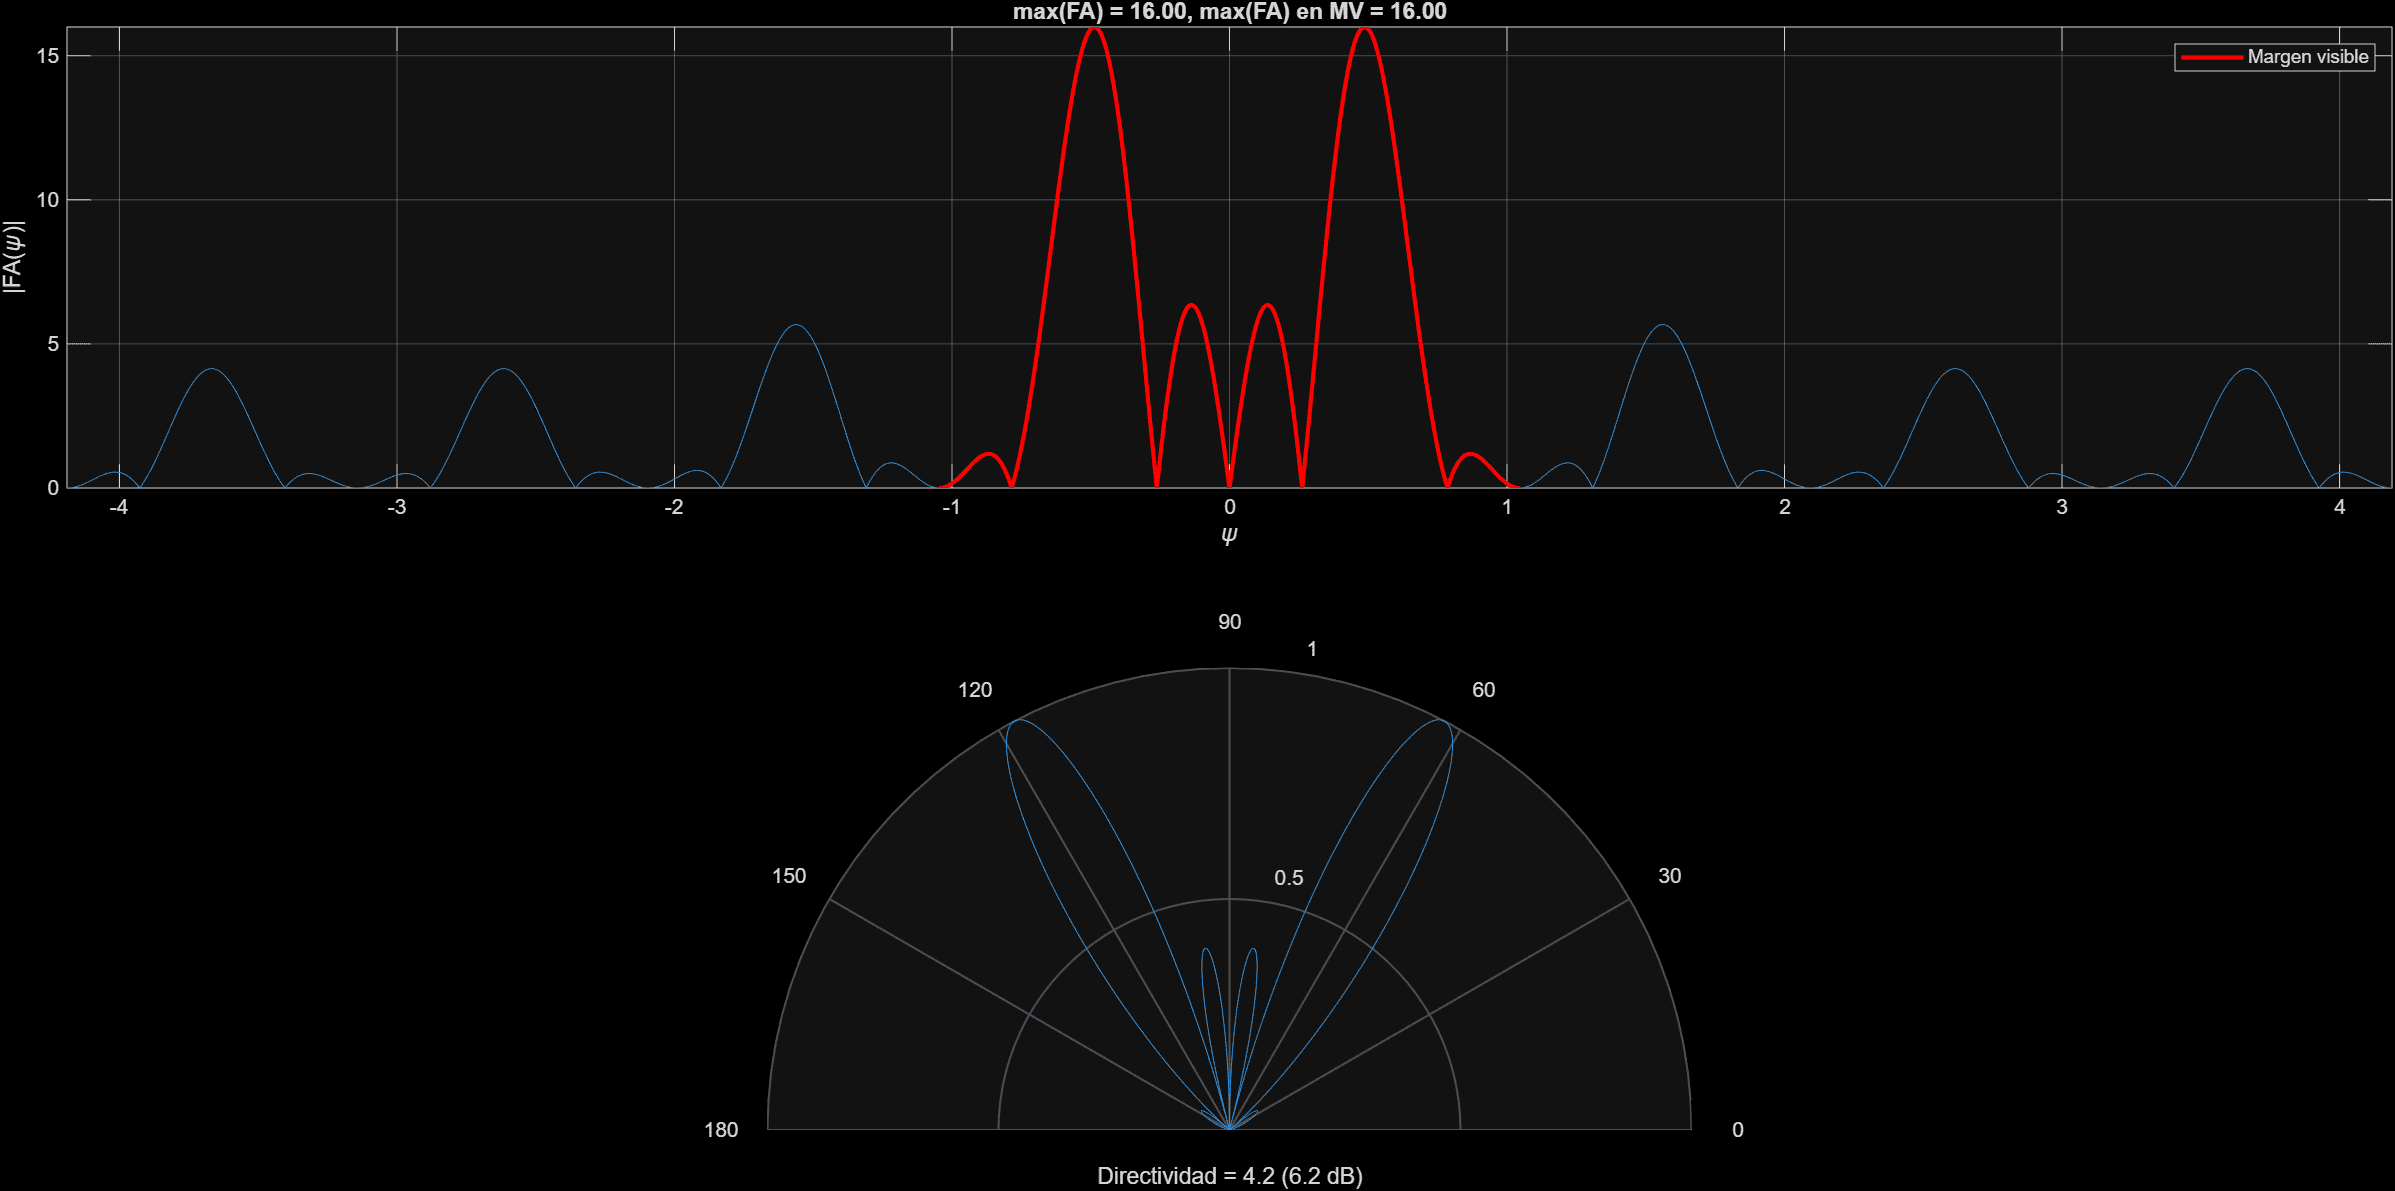 max(FA) = 16.00, max(FA) en MV = 16.00
Margen visible
|FA(ψ)|
15
10
5
0
-4 -3 -2 -1 0 1 2 3 4
ψ
90
1
120 60
150 0.5 30
180 0
Directividad = 4.2 (6.2 dB)